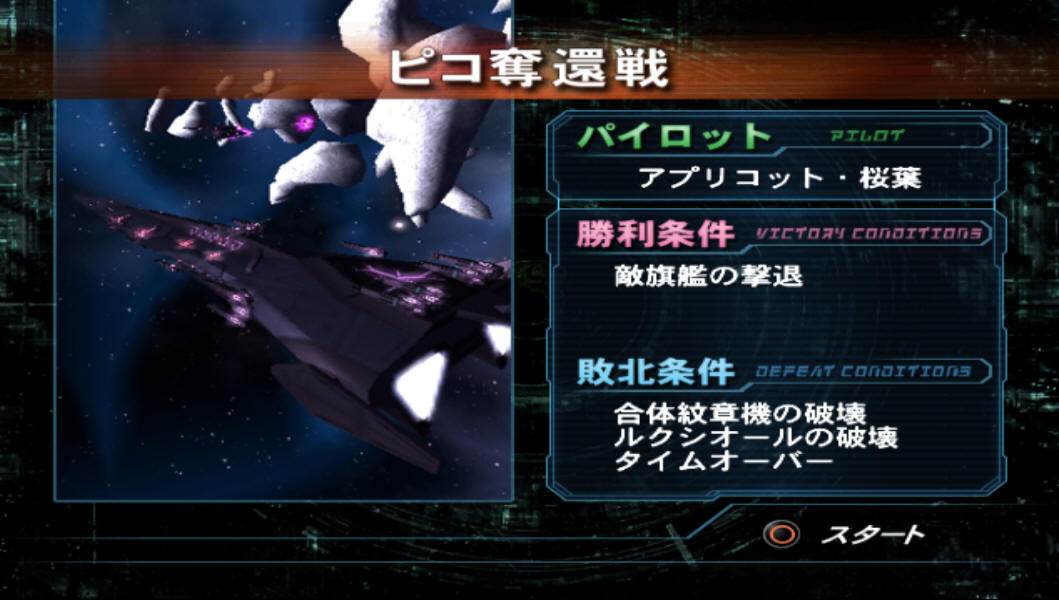 ピコ奪還戦
パイロット PILOT
アプリコット・桜葉
勝利条件 VICTORY CONDITIONS
敵旗艦の撃退
敗北条件 DEFEAT CONDITIONS
合体紋章機の破壊
ルクシオールの破壊
タイムオーバー
スタート